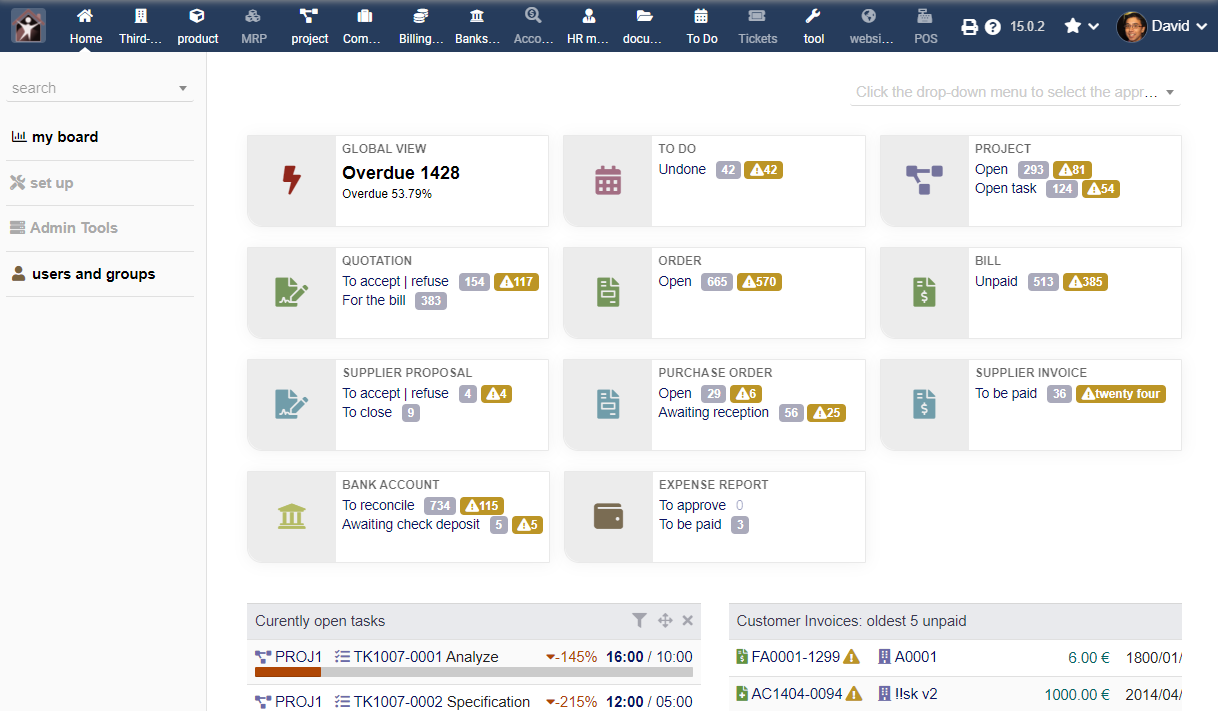 Home Third-... product MRP project Com... Billing... Banks... Acco... HR m... docu... To Do Tickets tool websi... POS 15.0.2 David
search
Click the drop-down menu to select the appr...
my board
set up
Admin Tools
users and groups
GLOBAL VIEW
Overdue 1428
Overdue 53.79%
TO DO
Undone 42 42
PROJECT
Open 293 81
Open task 124 54
QUOTATION
To accept | refuse 154 117
For the bill 383
ORDER
Open 665 570
BILL
Unpaid 513 385
SUPPLIER PROPOSAL
To accept | refuse 4 4
To close 9
PURCHASE ORDER
Open 29 6
Awaiting reception 56 25
SUPPLIER INVOICE
To be paid 36 twenty four
BANK ACCOUNT
To reconcile 734 115
Awaiting check deposit 5 5
EXPENSE REPORT
To approve 0
To be paid 3
Curently open tasks
PROJ1 TK1007-0001 Analyze -145% 16:00 / 10:00
PROJ1 TK1007-0002 Specification -215% 12:00 / 05:00
Customer Invoices: oldest 5 unpaid
FA0001-1299 A0001 6.00 € 1800/01/
AC1404-0094 !!sk v2 1000.00 € 2014/04/